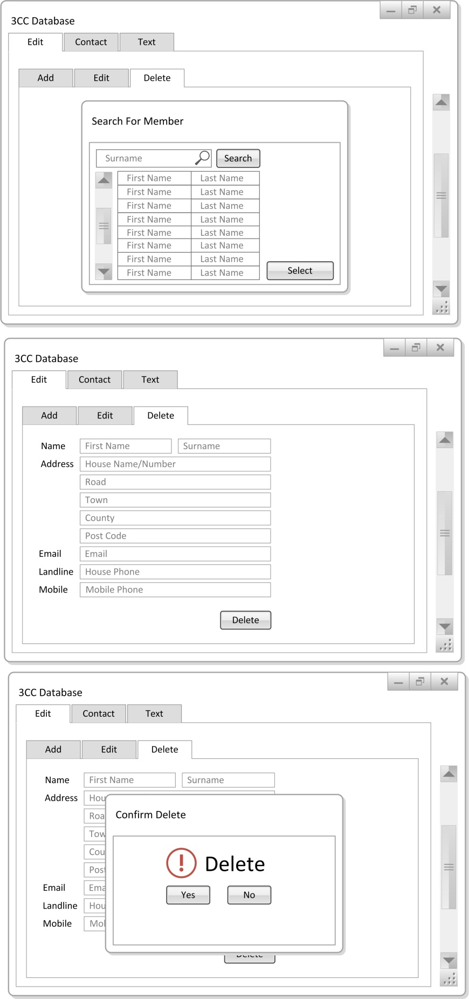 3CC Database
Edit Contact Text
Add Edit Delete
Search For Member
Surname Search
First Name Last Name
First Name Last Name
First Name Last Name
First Name Last Name
First Name Last Name
First Name Last Name
First Name Last Name
First Name Last Name
Select
3CC Database
Edit Contact Text
Add Edit Delete
Name First Name Surname
Address House Name/Number
Road
Town
County
Post Code
Email Email
Landline House Phone
Mobile Mobile Phone
Delete
3CC Database
Edit Contact Text
Add Edit Delete
Name First Name Surname
Address Hou
Roa
Confirm Delete
Tow
Cou
Delete
Post
Email Ema
Yes No
Landline Hou
Mobile Mol
Delete